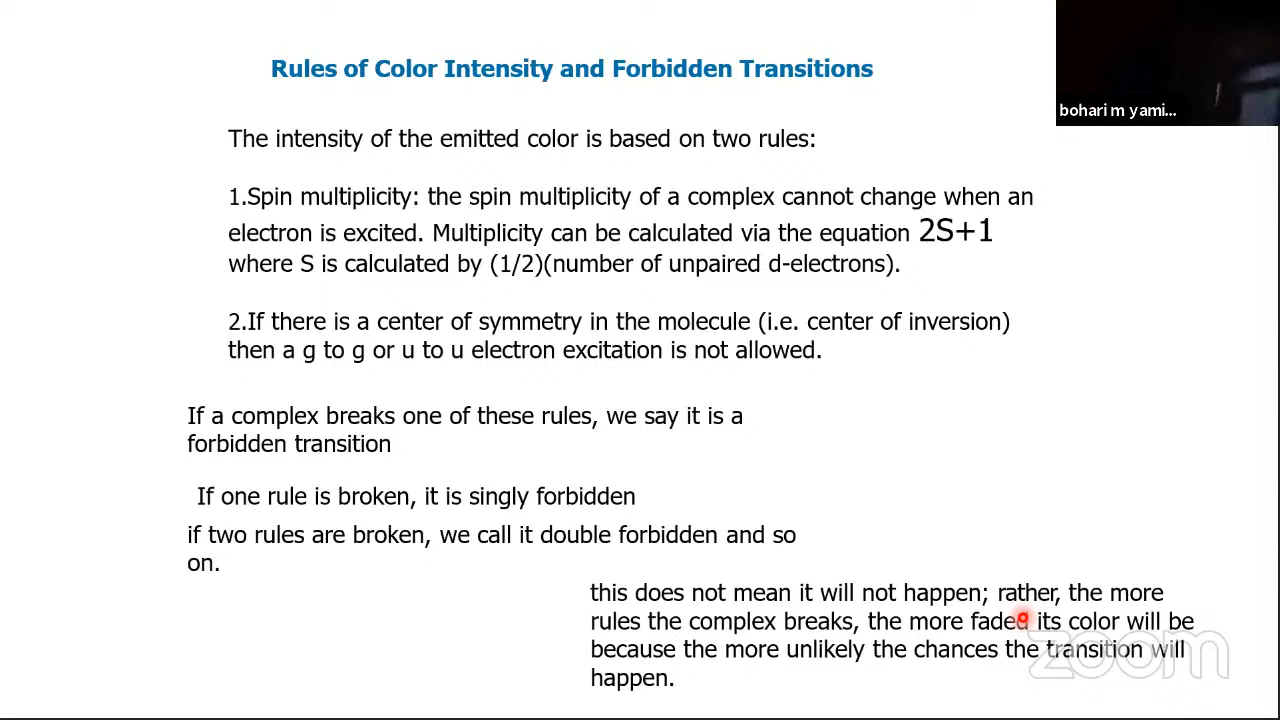 Rules of Color Intensity and Forbidden Transitions
bohari m yami...
The intensity of the emitted color is based on two rules:
1.Spin multiplicity: the spin multiplicity of a complex cannot change when an
electron is excited. Multiplicity can be calculated via the equation 2S+1
where S is calculated by (1/2)(number of unpaired d-electrons).
2.If there is a center of symmetry in the molecule (i.e. center of inversion)
then a g to g or u to u electron excitation is not allowed.
If a complex breaks one of these rules, we say it is a
forbidden transition
If one rule is broken, it is singly forbidden
if two rules are broken, we call it double forbidden and so
on.
this does not mean it will not happen; rather, the more
rules the complex breaks, the more faded its color will be
because the more unlikely the chances the transition will
happen.
zoom